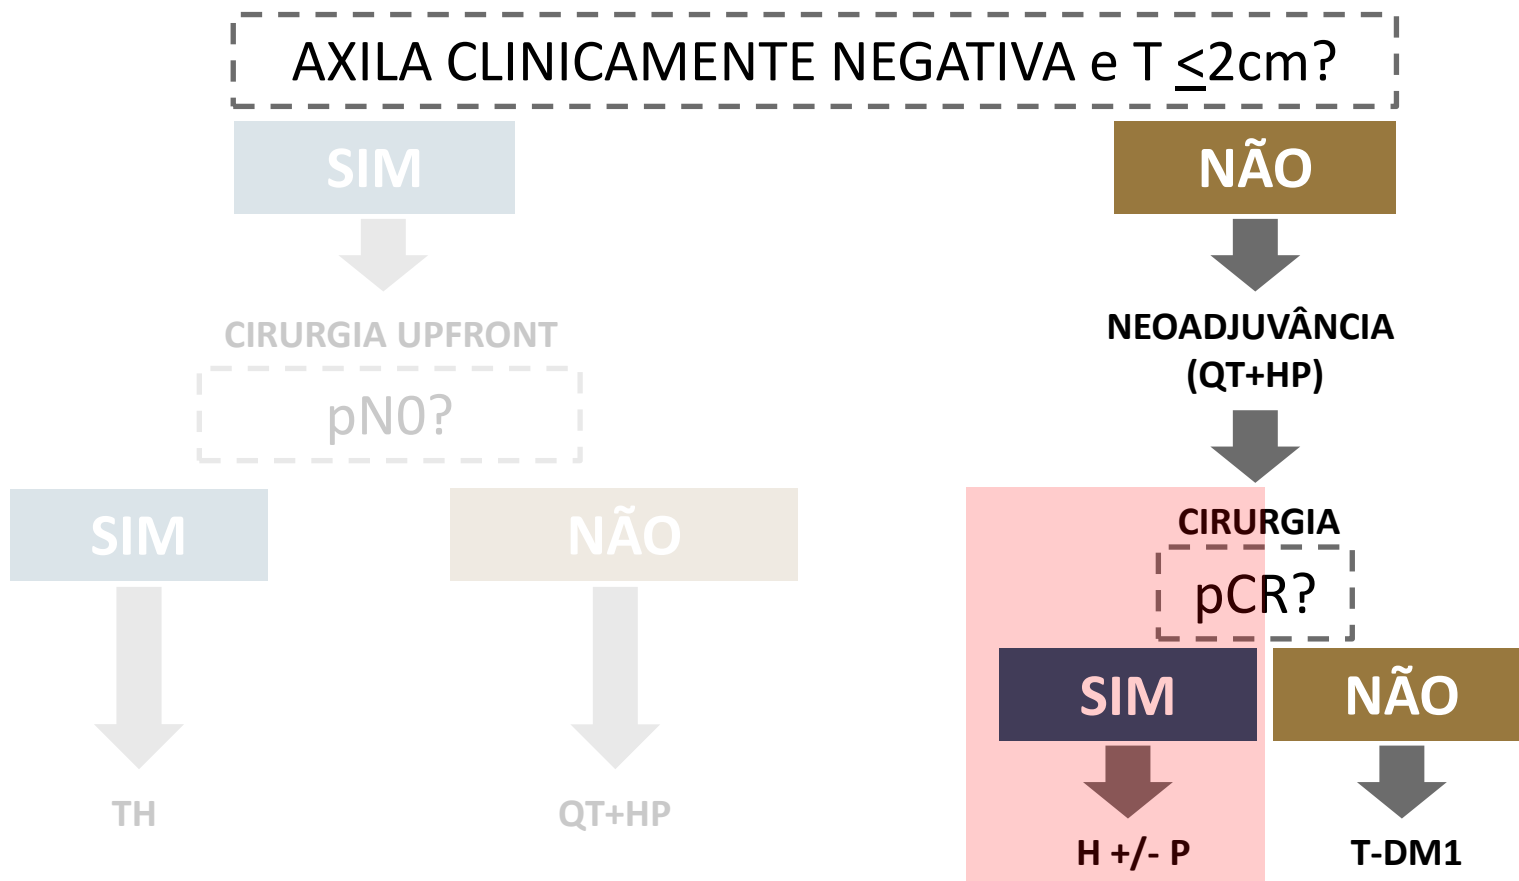 AXILA CLINICAMENTE NEGATIVA e T <2cm?
SIM
NÃO
CIRURGIA UPFRONT
NEOADJUVÂNCIA
(QT+HP)
pN0?
SIM
NÃO
CIRURGIA
pCR?
SIM
NÃO
TH
QT+HP
H +/- P
T-DM1